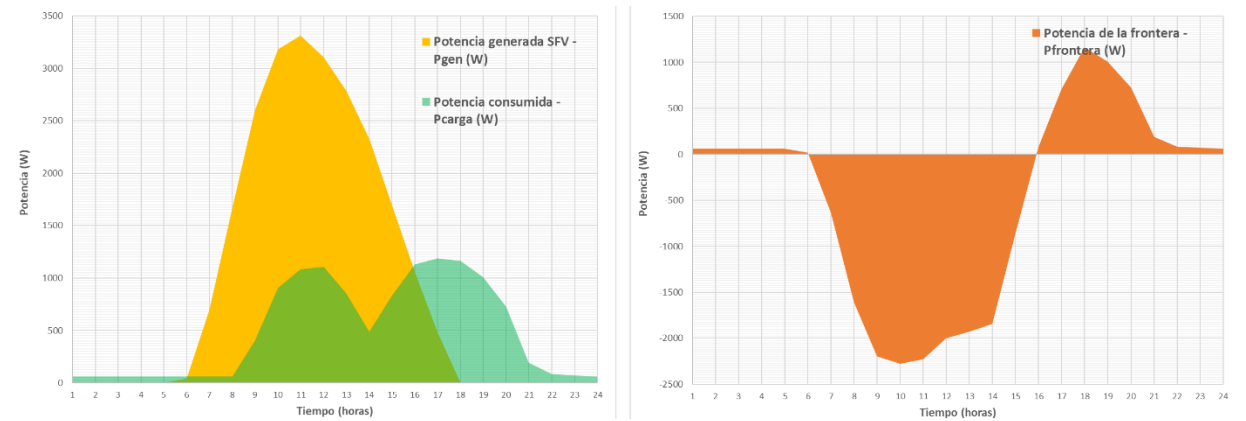 3500
3000
2500
2000
1500
1000
500
0
Potencia (W)
Potencia generada SFV -
Pgen (W)
Potencia consumida -
Pcarga (W)
1 2 3 4 5 6 7 8 9 10 11 12 13 14 15 16 17 18 19 20 21 22 23 24
Tiempo (horas)
1500
1000
500
0
-500
-1000
-1500
-2000
-2500
Potencia (W)
Potencia de la frontera -
Pfrontera (W)
1 2 3 4 5 6 7 8 9 10 11 12 13 14 15 16 17 18 19 20 21 22 23 24
Tiempo (horas)